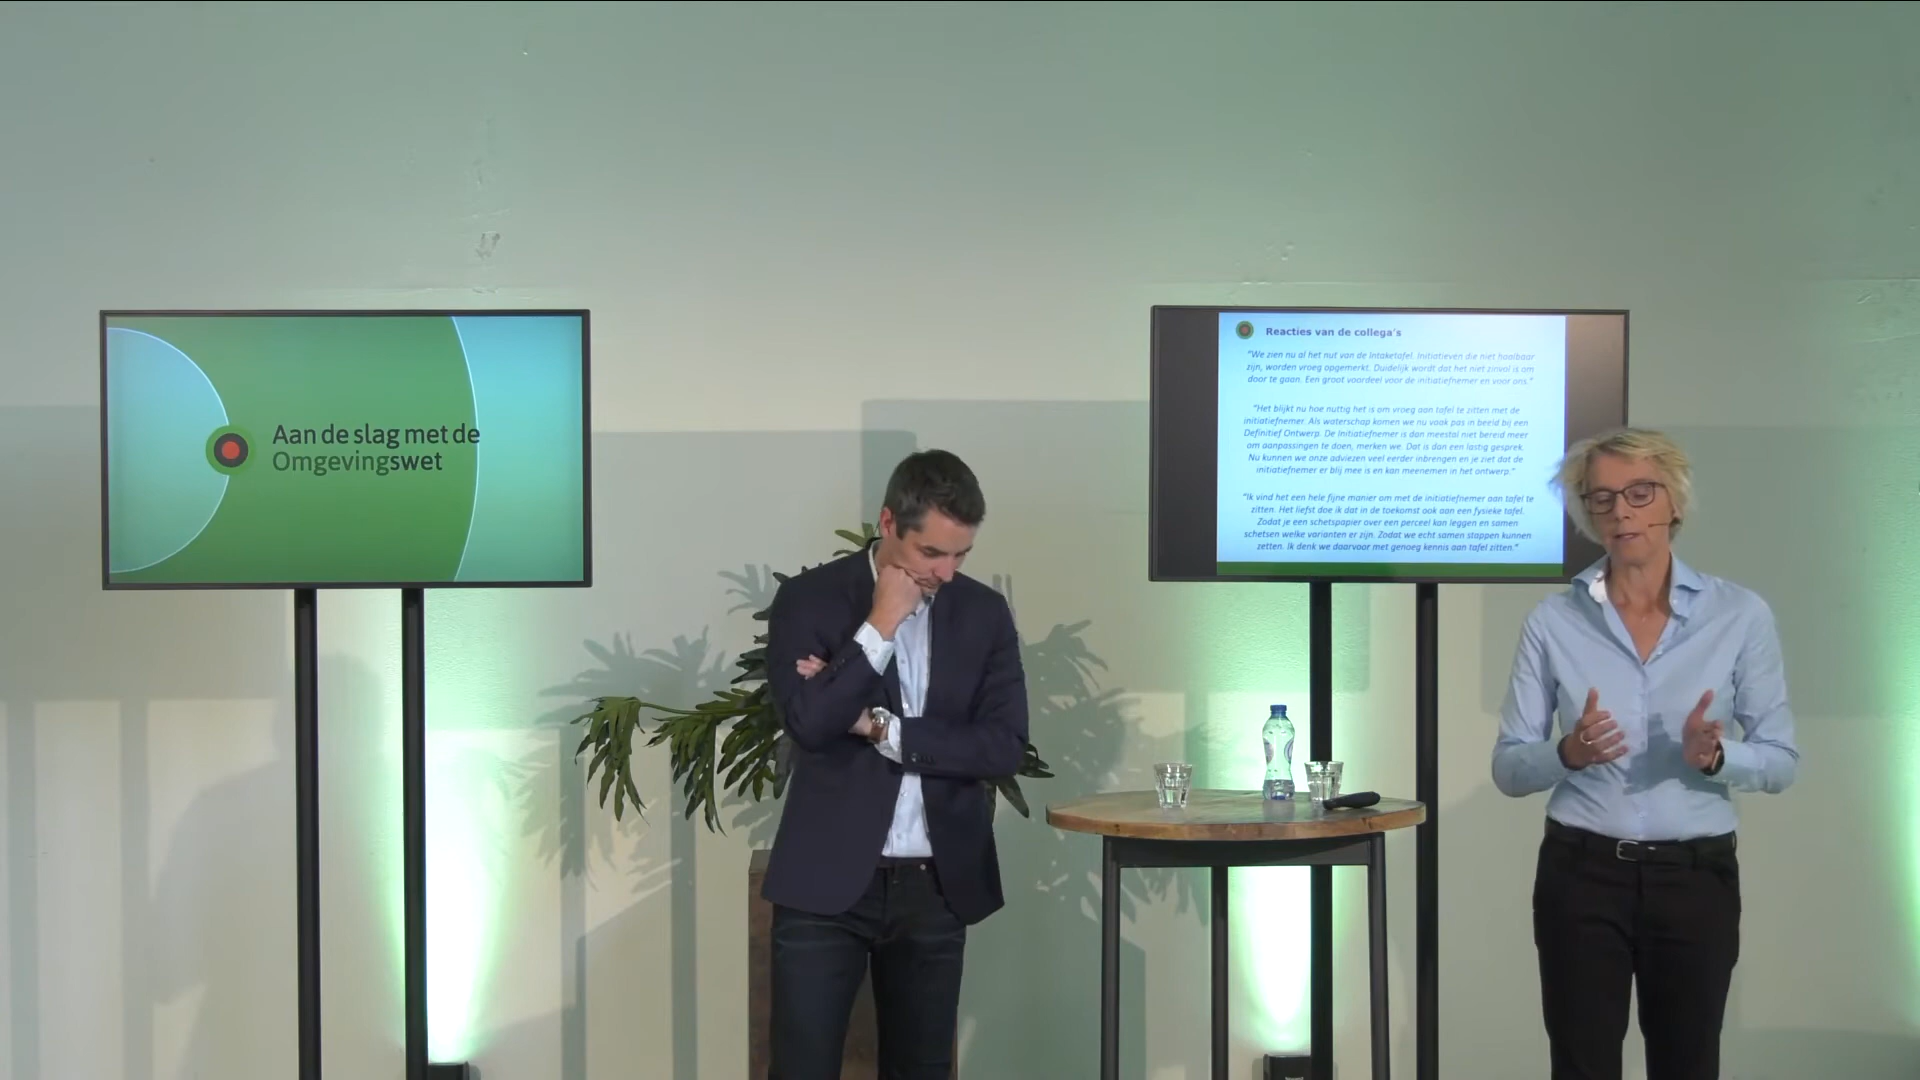 Aan de slag met de
Omgevingswet
Reacties van de collega's
"We zien nu al het nut van de Intaketafel. Initiatieven die niet haalbaar
zijn, worden vroeg opgemerkt. Duidelijk wordt dat het niet zinvol is om
door te gaan. Een groot voordeel voor de initiatiefnemer en voor ons."
"Het blijkt nu hoe nuttig het is om vroeg aan tafel te zitten met de
initiatiefnemer. Als waterschap komen we nu vaak pas in beeld bij een
Definitief Ontwerp. De initiatiefnemer is dan meestal niet bereid meer
om aanpassingen te doen, merken we. Dat is dan een lastig gesprek.
Nu kunnen we onze adviezen veel eerder inbrengen en je ziet dat de
initiatiefnemer er blij mee is en kan meenemen in het ontwerp."
"Ik vind het een hele fijne manier om met de initiatiefnemer aan tafel te
zitten. Het liefst doe ik dat in de toekomst ook aan een fysieke tafel.
Zodat je een schetspapier over een perceel kan leggen en samen
schetsen welke varianten er zijn. Zodat we echt samen stappen kunnen
zetten. Ik denk we daarvoor met genoeg kennis aan tafel zitten."